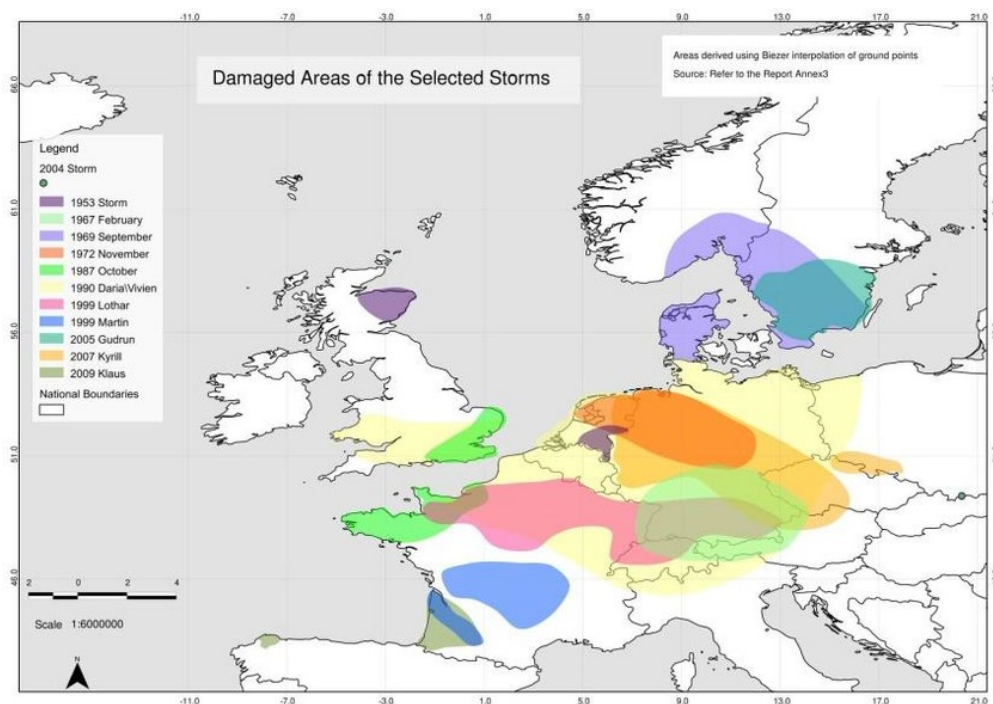 -11.0 -7.0 -3.0 1.0 5.0 9.0 13.0 17.0 21.0
Damaged Areas of the Selected Storms
Areas derived using Biezer interpolation of ground points
Source: Refer to the Report Annex3
66.0
61.0
56.0
51.0
46.0
Legend
2004 Storm
1953 Storm
1967 February
1969 September
1972 November
1987 October
1990 Daria\Vivien
1999 Lothar
1999 Martin
2005 Gudrun
2007 Kyrill
2009 Klaus
National Boundaries
2 0 2 4
Scale 1:6000000
N
-11.0 -7.0 -3.0 1.0 5.0 9.0 13.0 17.0 21.0